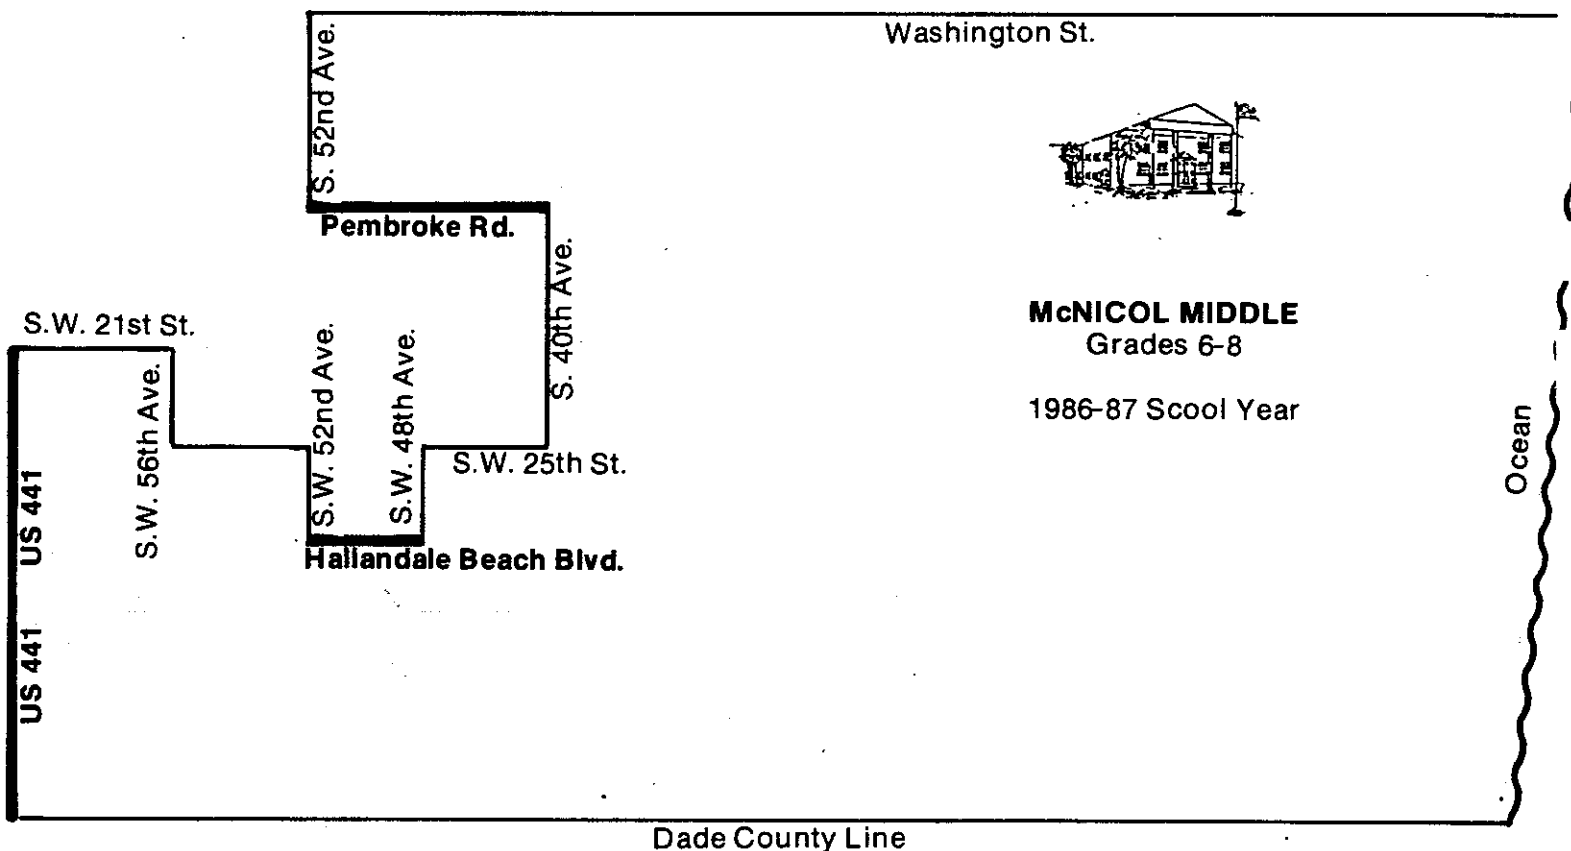 Washington St.
S. 52nd Ave.
Pembroke Rd.
S. 40th Ave.
McNICOL MIDDLE
Grades 6-8
1986-87 Scool Year
S.W. 21st St.
S.W. 56th Ave.
S.W. 52nd Ave.
S.W. 48th Ave.
S.W. 25th St.
Hallandale Beach Blvd.
US 441
US 441
Ocean
Dade County Line